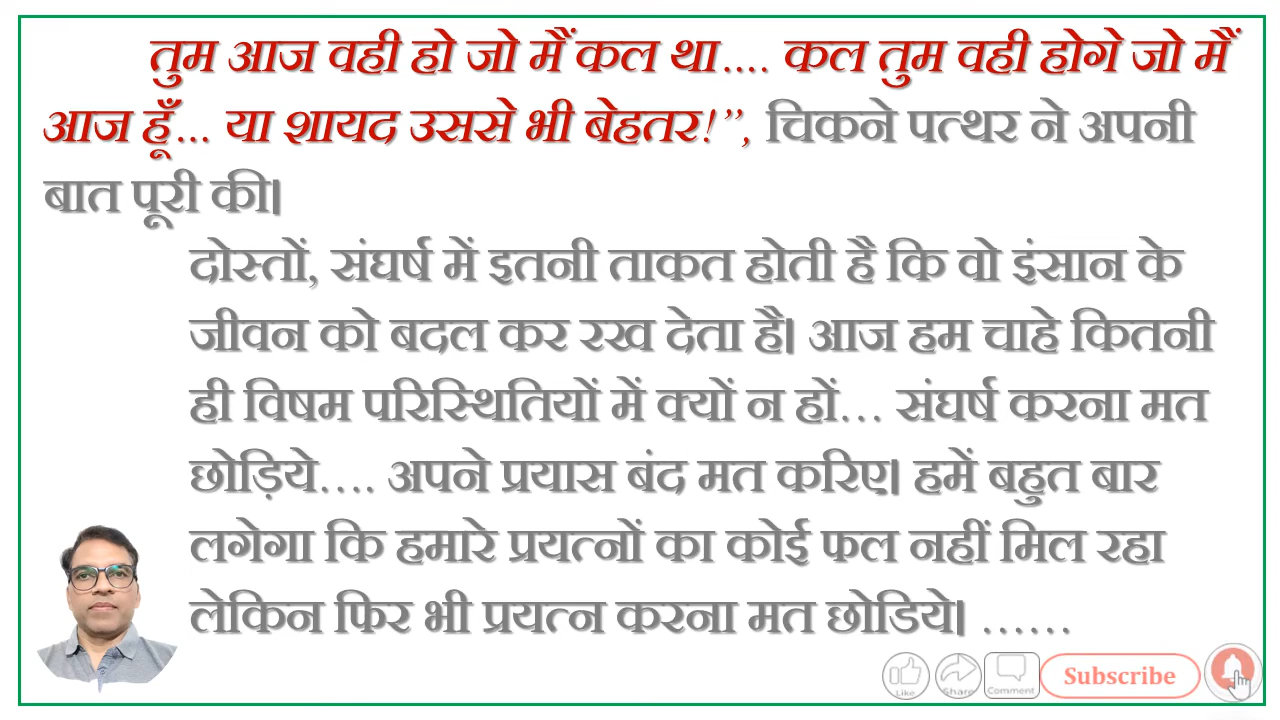 तुम आज वही हो जो मैं कल था…. कल तुम वही होगे जो मैं
आज हूँ… या शायद उससे भी बेहतर!”, चिकने पत्थर ने अपनी
बात पूरी की।
दोस्तों, संघर्ष में इतनी ताकत होती है कि वो इंसान के
जीवन को बदल कर रख देता है। आज हम चाहे कितनी
ही विषम परिस्थितियों में क्यों न हों… संघर्ष करना मत
छोड़िये…. अपने प्रयास बंद मत करिए। हमें बहुत बार
लगेगा कि हमारे प्रयत्नों का कोई फल नहीं मिल रहा
लेकिन फिर भी प्रयत्न करना मत छोडिये। ……
Like Share Comment Subscribe